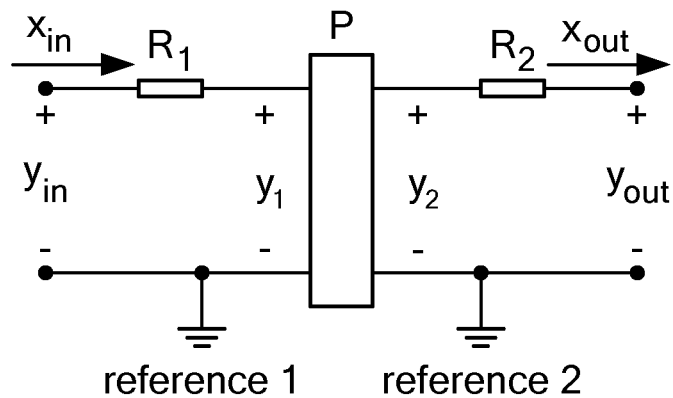 x_in R_1 P R_2 x_out
+ + + +
y_in y_1 y_2 y_out
- - - -
reference 1 reference 2